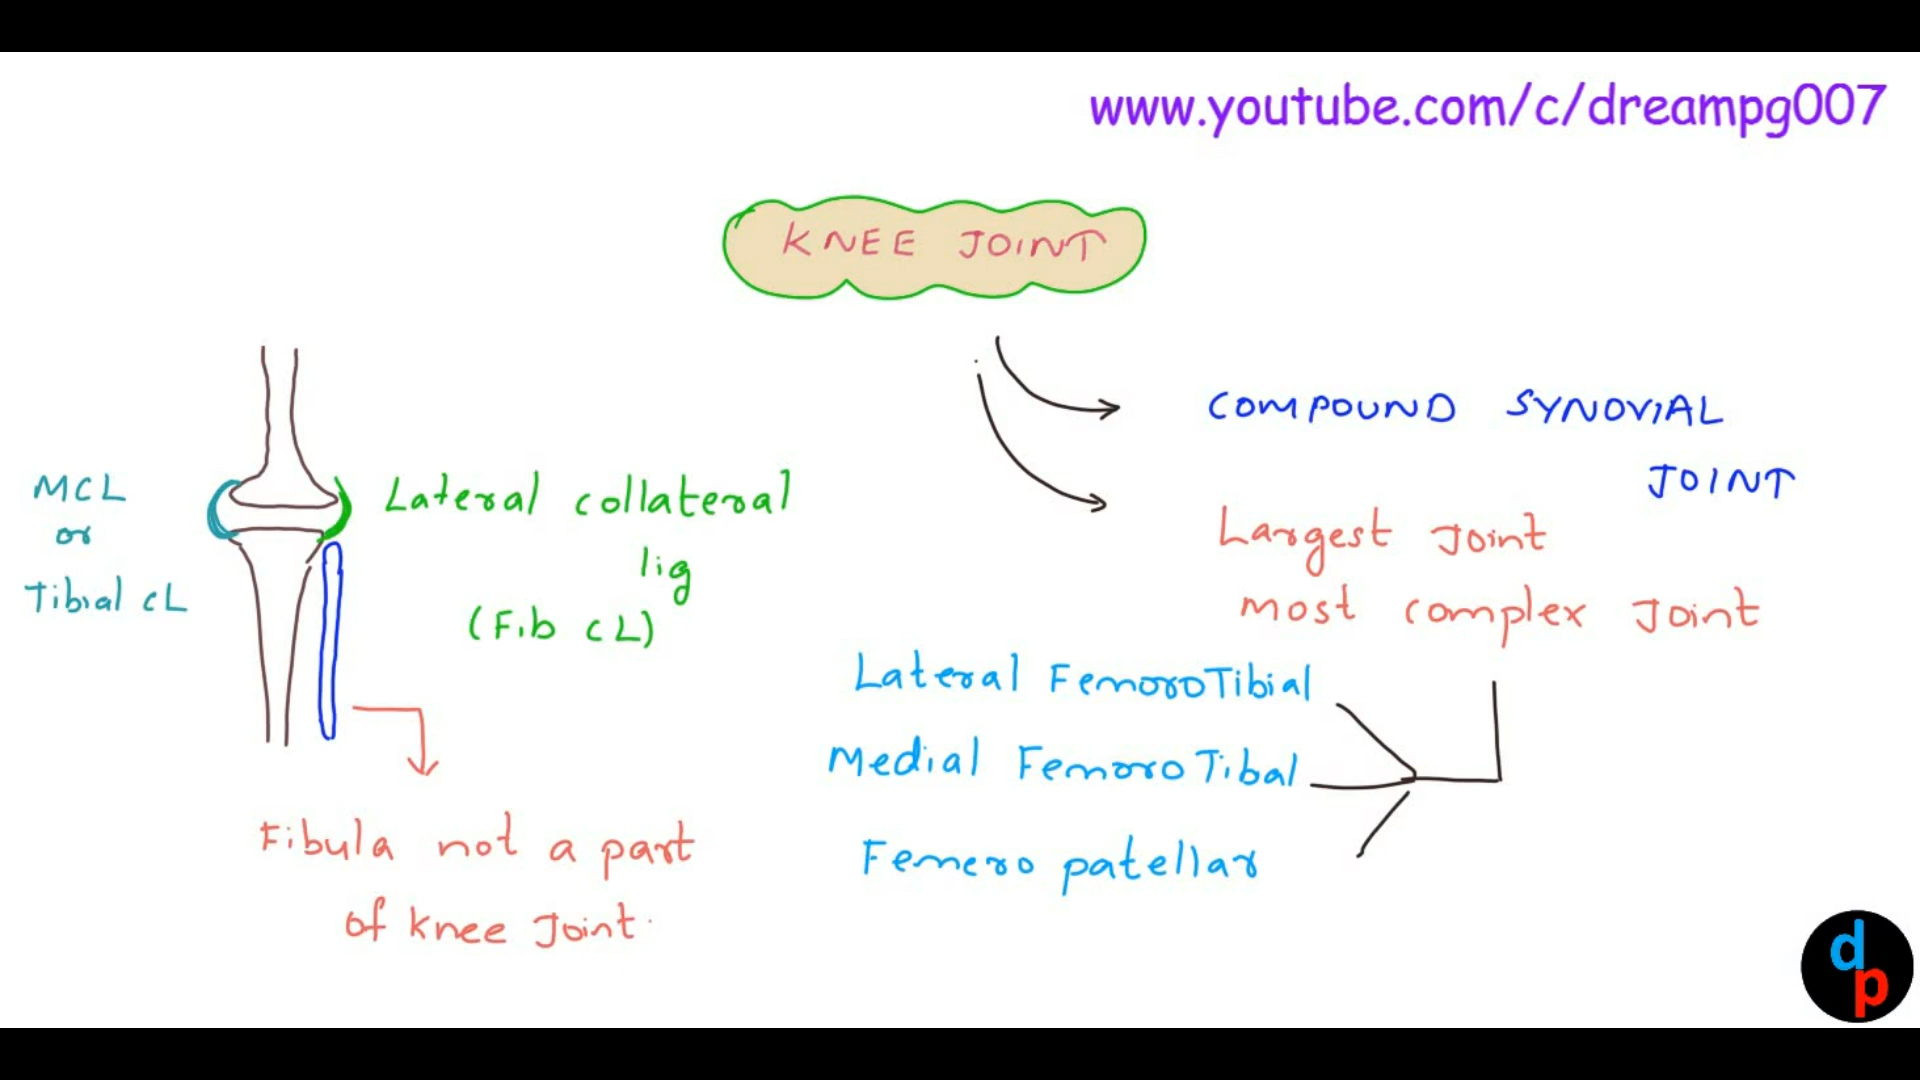 www.youtube.com/c/dreampg007
KNEE JOINT
COMPOUND SYNOVIAL
JOINT
Largest Joint
most complex Joint
MCL
or
Tibial CL
Lateral collateral
lig
(Fib CL)
Lateral FemoroTibial
Medial FemoroTibal
Femero patellar
Fibula not a part
of knee Joint.
dp